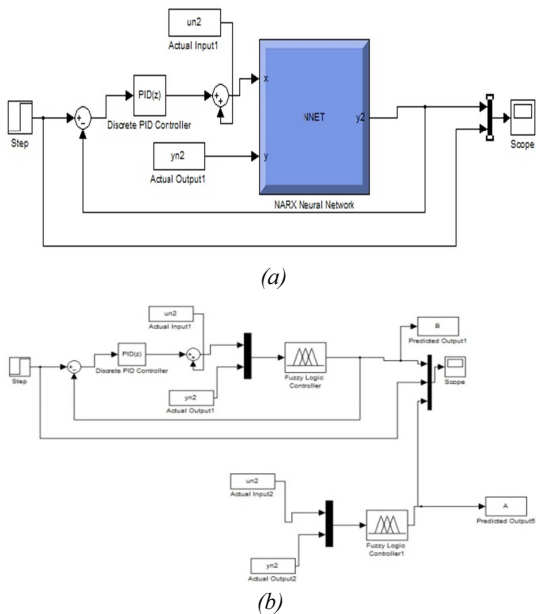 un2
Actual Input1
PID(z)
Discrete PID Controller
Step
yn2
Actual Output1
x
y
NNET
y2
NARX Neural Network
Scope
(a)
un2
Actual Input1
PID(z)
Discrete PID Controller
Step
yn2
Actual Output1
Fuzzy Logic
Controller
B
Predicted Output1
Scope
un2
Actual Input2
yn2
Actual Output2
Fuzzy Logic
Controller1
A
Predicted Output5
(b)